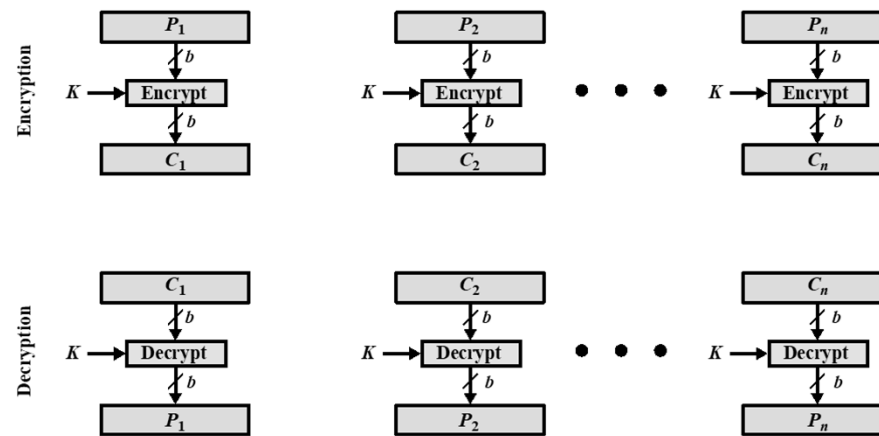 P1 P2 Pn
b b b
Encryption
K Encrypt K Encrypt K Encrypt
b b b
C1 C2 Cn
C1 C2 Cn
b b b
Decryption
K Decrypt K Decrypt K Decrypt
b b b
P1 P2 Pn